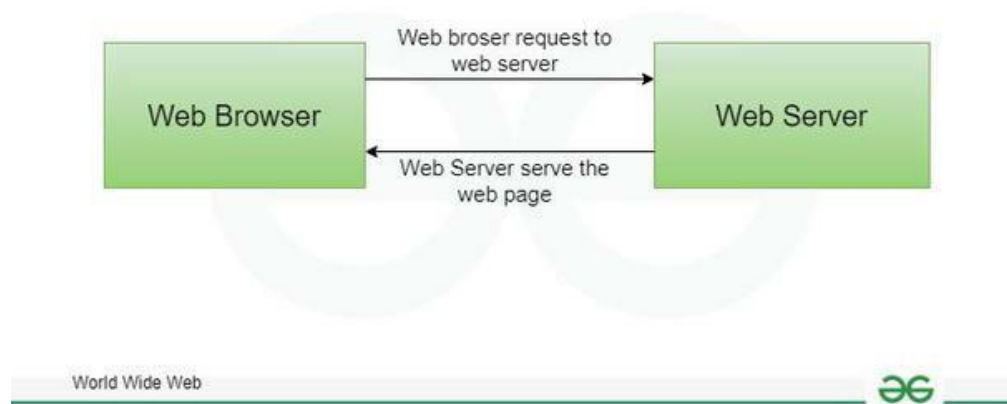 Web broser request to
web server
Web Browser
Web Server
Web Server serve the
web page
World Wide Web